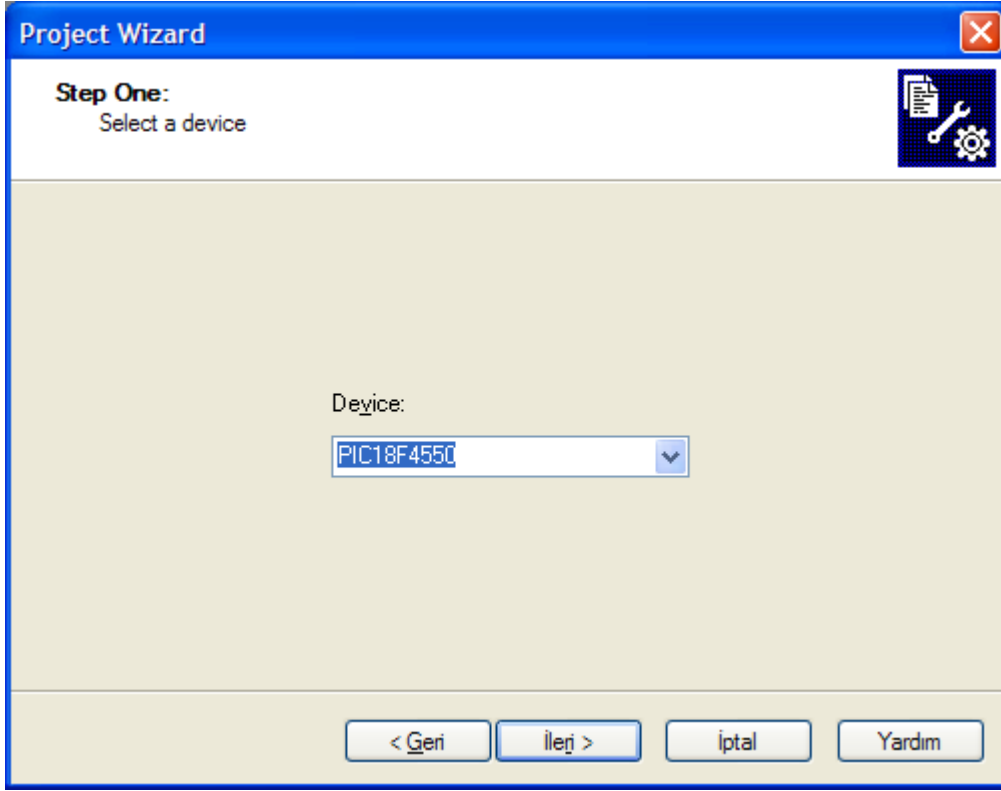 Project Wizard
Step One:
Select a device
Device:
PIC18F4550
< Geri
İleri >
İptal
Yardım